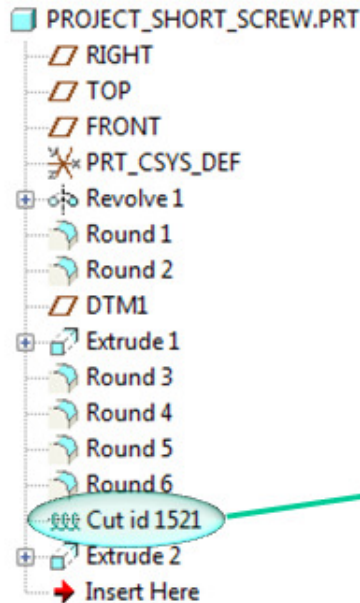 PROJECT_SHORT_SCREW.PRT
RIGHT
TOP
FRONT
PRT_CSYS_DEF
Revolve 1
Round 1
Round 2
DTM1
Extrude 1
Round 3
Round 4
Round 5
Round 6
Cut id 1521
Extrude 2
Insert Here